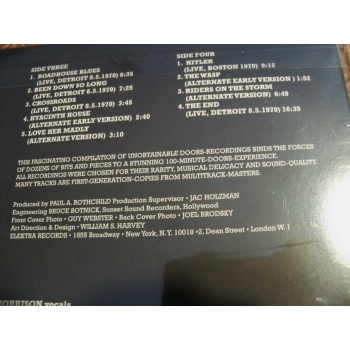 SIDE THREE
1. ROADHOUSE BLUES
(LIVE, DETROIT 8.5.1970) 6:35
2. BEEN DOWN SO LONG
(LIVE, DETROIT 8.5.1970) 7:25
3. CROSSROADS
(LIVE, DETROIT 8.5.1970) 3:45
4. HYACINTH HOUSE
(ALTERNATE EARLY VERSION) 2:40
5. LOVE HER MADLY
(ALTERNATE VERSION) 3:10
SIDE FOUR
1. HITLER
(LIVE, BOSTON 1970) 0:12
2. THE WASP
(ALTERNATE EARLY VERSION) 1:52
3. RIDERS ON THE STORM
(ALTERNATE VERSION) 6:49
4. THE END
(LIVE, DETROIT 8.5.1970) 16:35
THIS FASCINATING COMPILATION OF UNOBTAINABLE DOORS-RECORDINGS BINDS THE FORCES
OF DOZENS OF BITS AND PIECES TO A STUNNING 100-MINUTE-DOORS-EXPERIENCE.
ALL RECORDINGS WERE CHOSEN FOR THEIR RARITY, MUSICAL DELICACY AND SOUND-QUALITY.
MANY TRACKS ARE FIRST-GENERATION-COPIES FROM MULTITRACK-MASTERS.
Produced by PAUL A. ROTHCHILD Production Supervisor • JAC HOLZMAN
Engineering BRUCE BOTNICK, Sunset Sound Recorders, Hollywood
Front Cover Photo • GUY WEBSTER • Back Cover Photo • JOEL BRODSKY
Art Direction & Design • WILLIAM S. HARVEY
ELEKTRA RECORDS • 1855 Broadway • New York, N.Y. 10019 • 2, Dean Street • London W. 1
MORRISON vocals